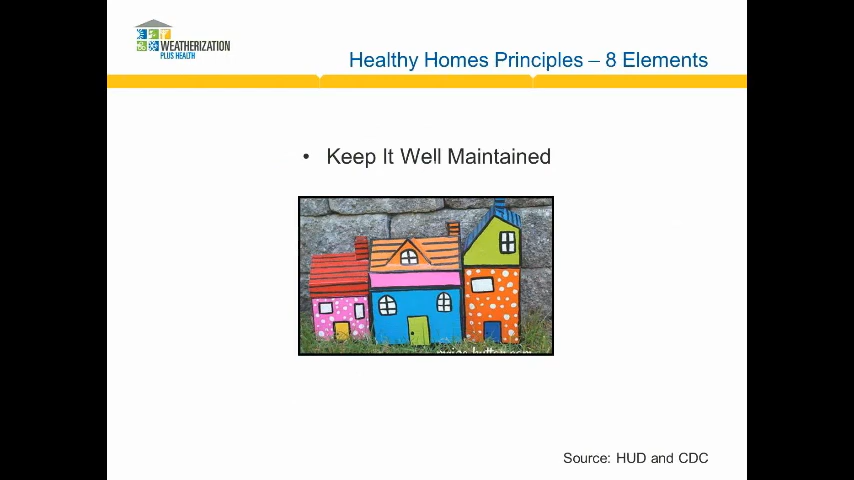 WEATHERIZATION
PLUS HEALTH
Healthy Homes Principles – 8 Elements
• Keep It Well Maintained
Source: HUD and CDC